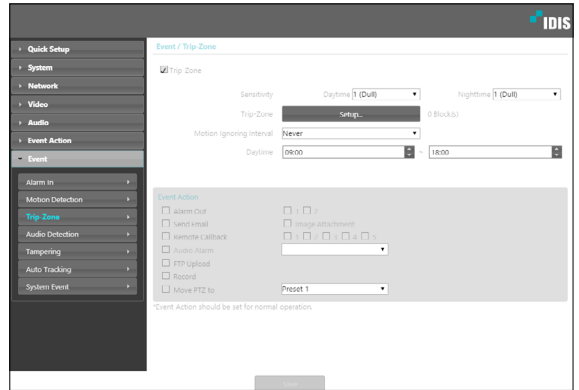 IDIS
Quick Setup
System
Network
Video
Audio
Event Action
Event
Alarm In
Motion Detection
Trip-Zone
Audio Detection
Tampering
Auto Tracking
System Event
Event / Trip-Zone
Trip-Zone
Sensitivity Daytime 1 (Dull) Nighttime 1 (Dull)
Trip-Zone Setup... 0 Block(s)
Motion Ignoring Interval Never
Daytime 09:00 ~ 18:00
Event Action
Alarm Out 1 2
Send Email Image Attachment
Remote Callback 1 2 3 4 5
Audio Alarm
FTP Upload
Record
Move PTZ to Preset 1
*Event Action should be set for normal operation.
Save